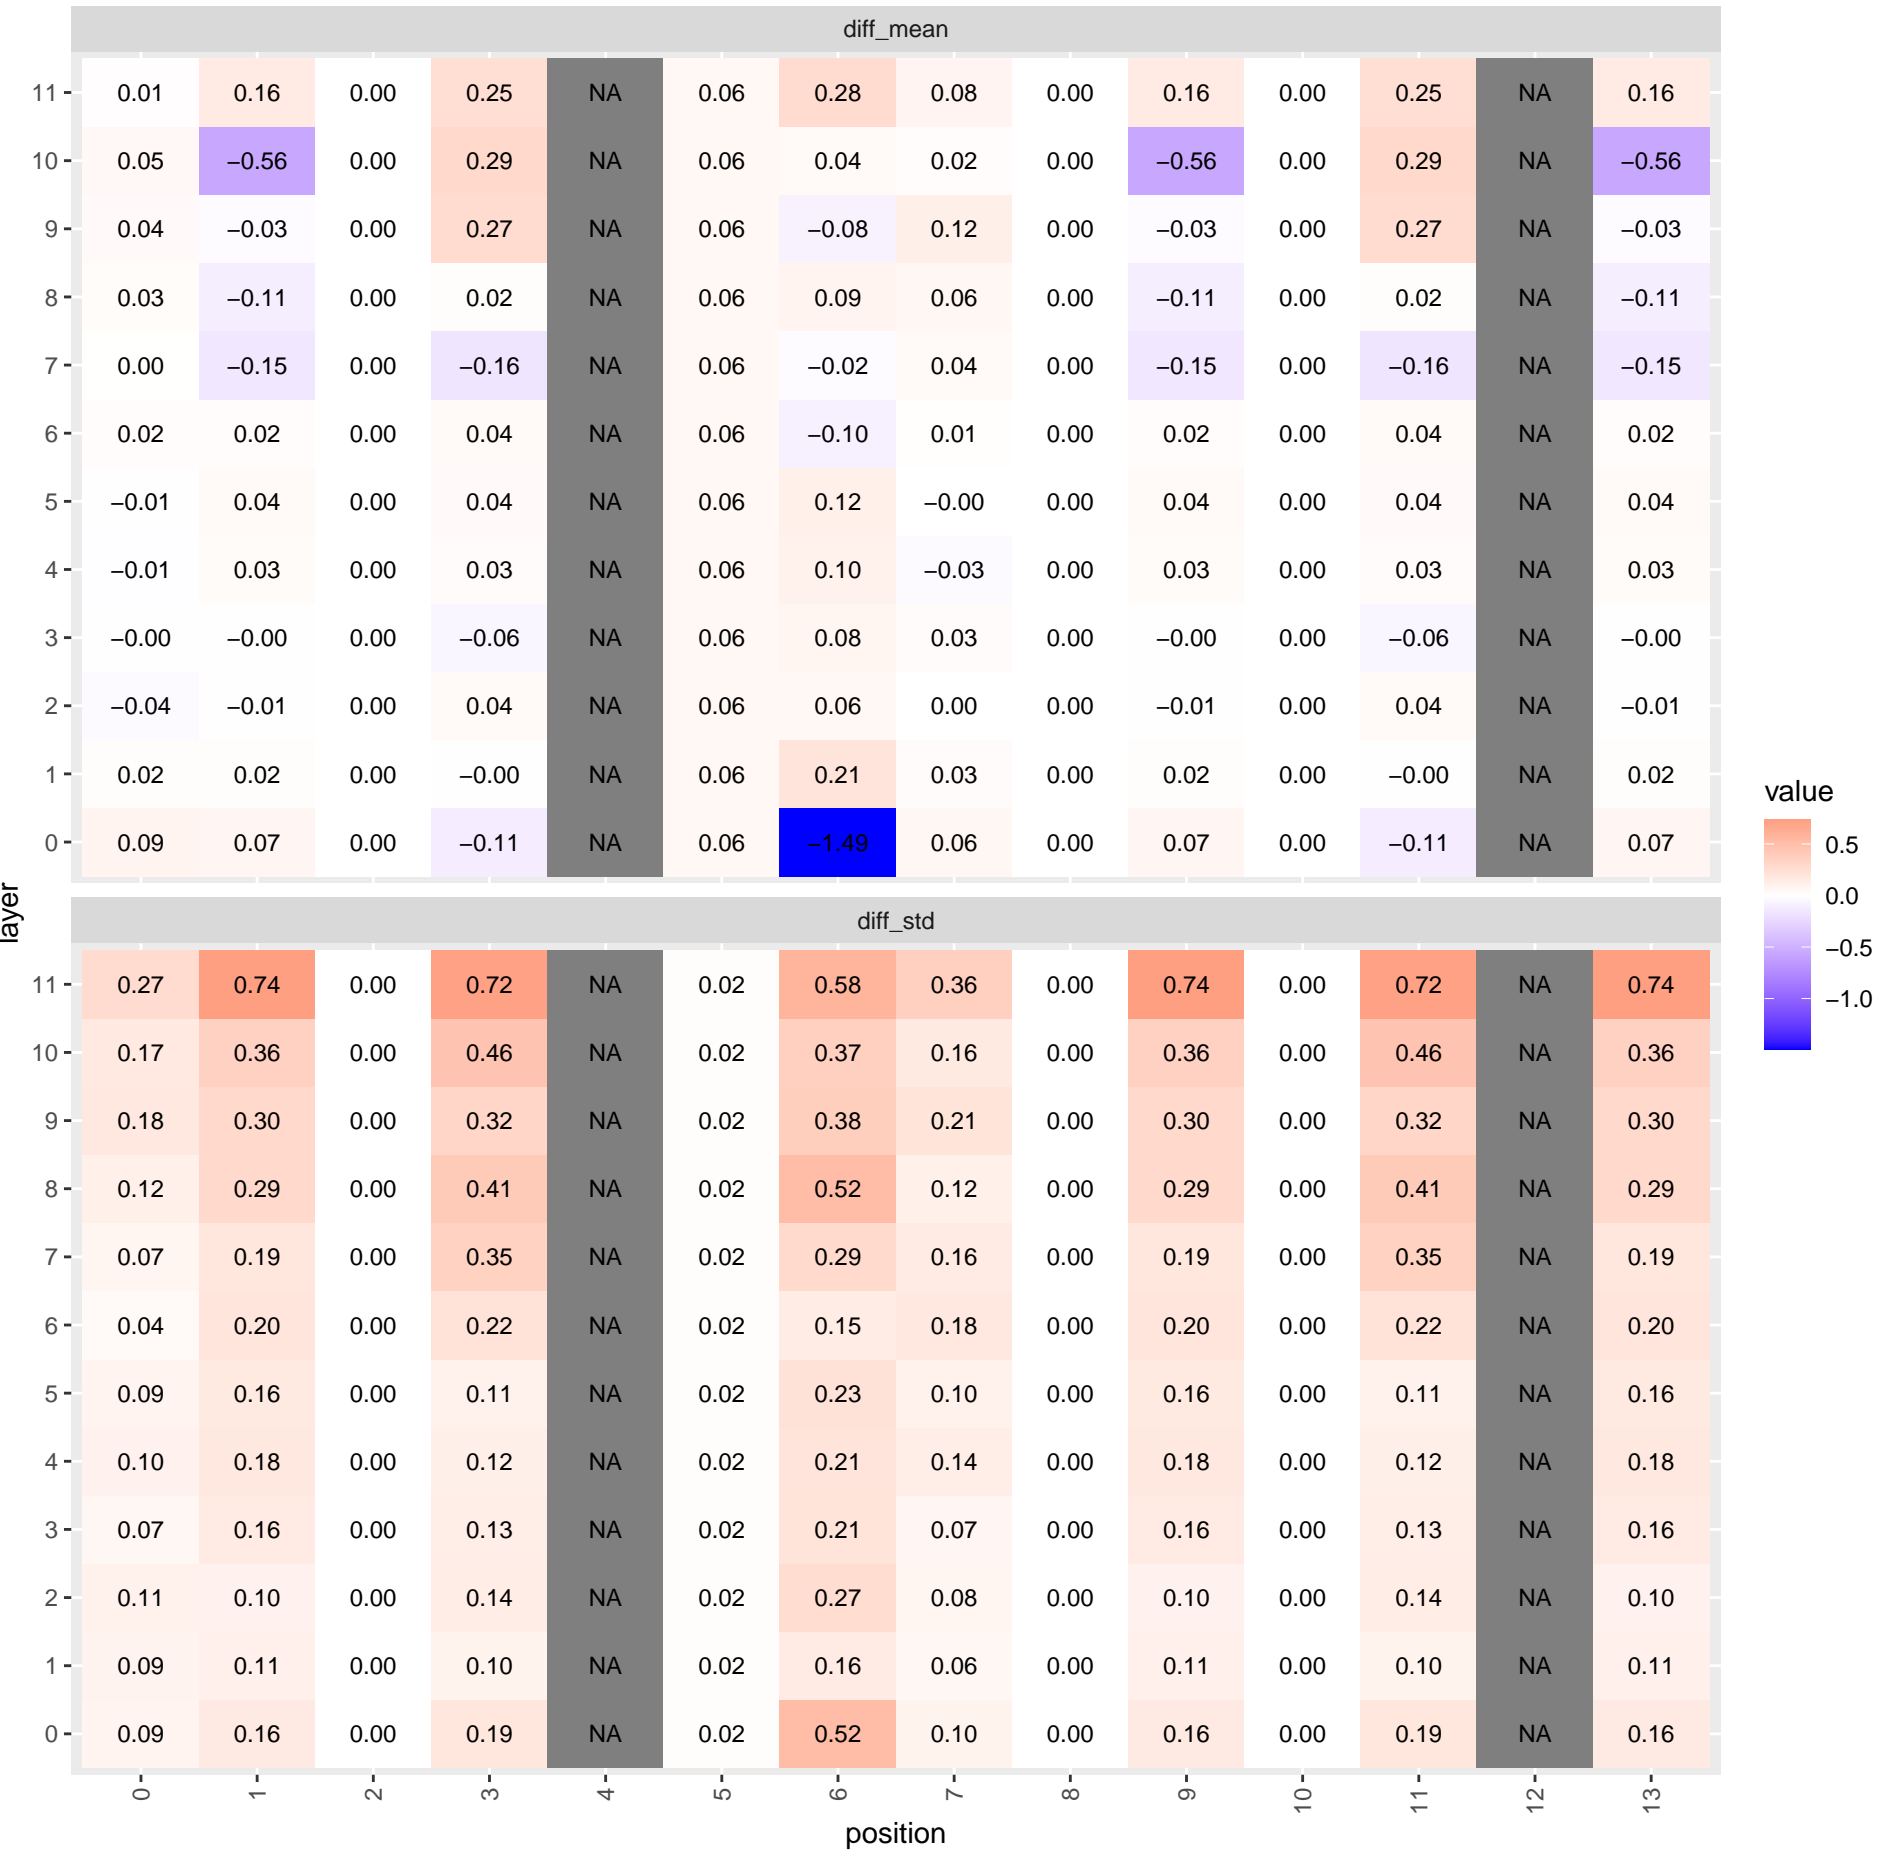 diff_mean
11 0.01 0.16 0.00 0.25 NA 0.06 0.28 0.08 0.00 0.16 0.00 0.25 NA 0.16
10 0.05 −0.56 0.00 0.29 NA 0.06 0.04 0.02 0.00 −0.56 0.00 0.29 NA −0.56
9 0.04 −0.03 0.00 0.27 NA 0.06 −0.08 0.12 0.00 −0.03 0.00 0.27 NA −0.03
8 0.03 −0.11 0.00 0.02 NA 0.06 0.09 0.06 0.00 −0.11 0.00 0.02 NA −0.11
7 0.00 −0.15 0.00 −0.16 NA 0.06 −0.02 0.04 0.00 −0.15 0.00 −0.16 NA −0.15
6 0.02 0.02 0.00 0.04 NA 0.06 −0.10 0.01 0.00 0.02 0.00 0.04 NA 0.02
5 −0.01 0.04 0.00 0.04 NA 0.06 0.12 −0.00 0.00 0.04 0.00 0.04 NA 0.04
4 −0.01 0.03 0.00 0.03 NA 0.06 0.10 −0.03 0.00 0.03 0.00 0.03 NA 0.03
3 −0.00 −0.00 0.00 −0.06 NA 0.06 0.08 0.03 0.00 −0.00 0.00 −0.06 NA −0.00
2 −0.04 −0.01 0.00 0.04 NA 0.06 0.06 0.00 0.00 −0.01 0.00 0.04 NA −0.01
1 0.02 0.02 0.00 −0.00 NA 0.06 0.21 0.03 0.00 0.02 0.00 −0.00 NA 0.02
0 0.09 0.07 0.00 −0.11 NA 0.06 −1.49 0.06 0.00 0.07 0.00 −0.11 NA 0.07
layer
diff_std
11 0.27 0.74 0.00 0.72 NA 0.02 0.58 0.36 0.00 0.74 0.00 0.72 NA 0.74
10 0.17 0.36 0.00 0.46 NA 0.02 0.37 0.16 0.00 0.36 0.00 0.46 NA 0.36
9 0.18 0.30 0.00 0.32 NA 0.02 0.38 0.21 0.00 0.30 0.00 0.32 NA 0.30
8 0.12 0.29 0.00 0.41 NA 0.02 0.52 0.12 0.00 0.29 0.00 0.41 NA 0.29
7 0.07 0.19 0.00 0.35 NA 0.02 0.29 0.16 0.00 0.19 0.00 0.35 NA 0.19
6 0.04 0.20 0.00 0.22 NA 0.02 0.15 0.18 0.00 0.20 0.00 0.22 NA 0.20
5 0.09 0.16 0.00 0.11 NA 0.02 0.23 0.10 0.00 0.16 0.00 0.11 NA 0.16
4 0.10 0.18 0.00 0.12 NA 0.02 0.21 0.14 0.00 0.18 0.00 0.12 NA 0.18
3 0.07 0.16 0.00 0.13 NA 0.02 0.21 0.07 0.00 0.16 0.00 0.13 NA 0.16
2 0.11 0.10 0.00 0.14 NA 0.02 0.27 0.08 0.00 0.10 0.00 0.14 NA 0.10
1 0.09 0.11 0.00 0.10 NA 0.02 0.16 0.06 0.00 0.11 0.00 0.10 NA 0.11
0 0.09 0.16 0.00 0.19 NA 0.02 0.52 0.10 0.00 0.16 0.00 0.19 NA 0.16
0 1 2 3 4 5 6 7 8 9 10 11 12 13
position
value
0.5
0.0
−0.5
−1.0